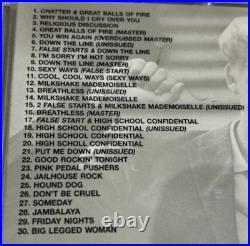 1. CHATTER & GREAT BALLS OF FIRE
2. WHY SHOULD I CRY OVER YOU
3. RELIGIOUS DISCUSSION
4. GREAT BALLS OF FIRE (MASTER)
5. YOU WIN AGAIN (OVERDUBBED MASTER)
6. DOWN THE LINE (UNISSUED)
7. FALSE STARTS & DOWN THE LINE
8. I'M SORRY I'M NOT SORRY
9. DOWN THE LINE (MASTER)
10. SEXY WAYS (FALSE START)
11. COOL, COOL WAYS (SEXY WAYS)
12. MILKSHAKE MADEMOISELLE
13. BREATHLESS (UNISSUED)
14. MILKSHAKE MADEMOISELLE
15. 2 FALSE STARTS & MILKSHAKE MADEMOISELLE (UNISSUED)
16. BREATHLESS (MASTER)
17. FALSE START & HIGH SCHOOL CONFIDENTIAL
18. HIGH SCHOOL CONFIDENTIAL (UNISSUED)
19. HIGH SCHOOL CONFIDENTIAL
20. HIGH SCHOLL CONFIDENTIAL
21. PUT ME DOWN (UNISSUED)
22. GOOD ROCKIN' TONIGHT
23. PINK PEDAL PUSHERS
24. JAILHOUSE ROCK
25. HOUND DOG
26. DON'T BE CRUEL
27. SOMEDAY
28. JAMBALAYA
29. FRIDAY NIGHTS
30. BIG LEGGED WOMAN